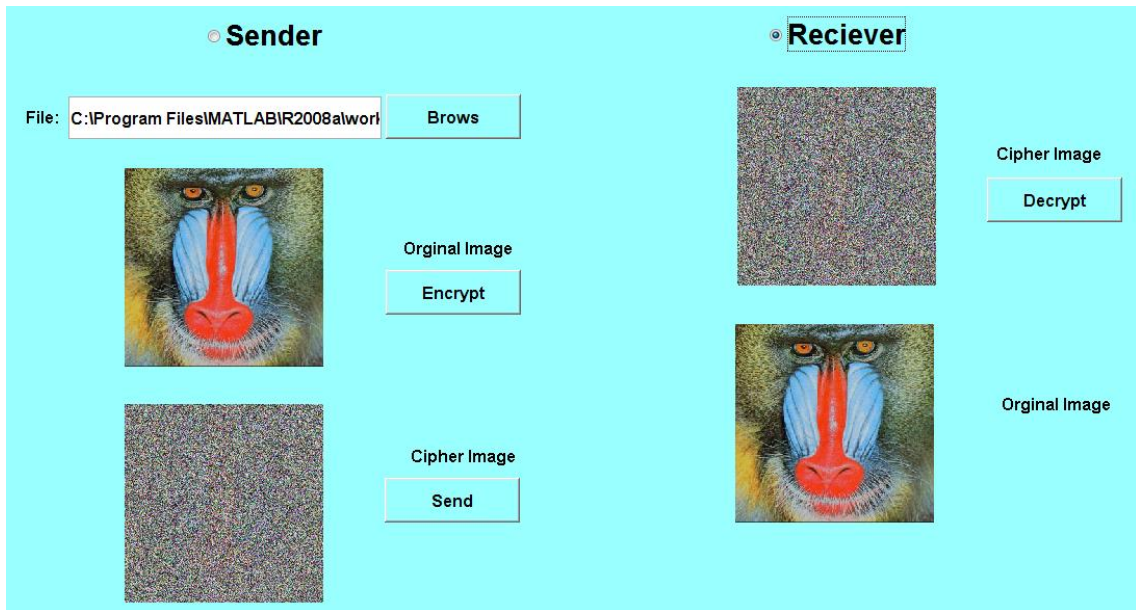 Sender
File: C:\Program Files\MATLAB\R2008a\work Brows
Orginal Image
Encrypt
Cipher Image
Send
Reciever
Cipher Image
Decrypt
Orginal Image